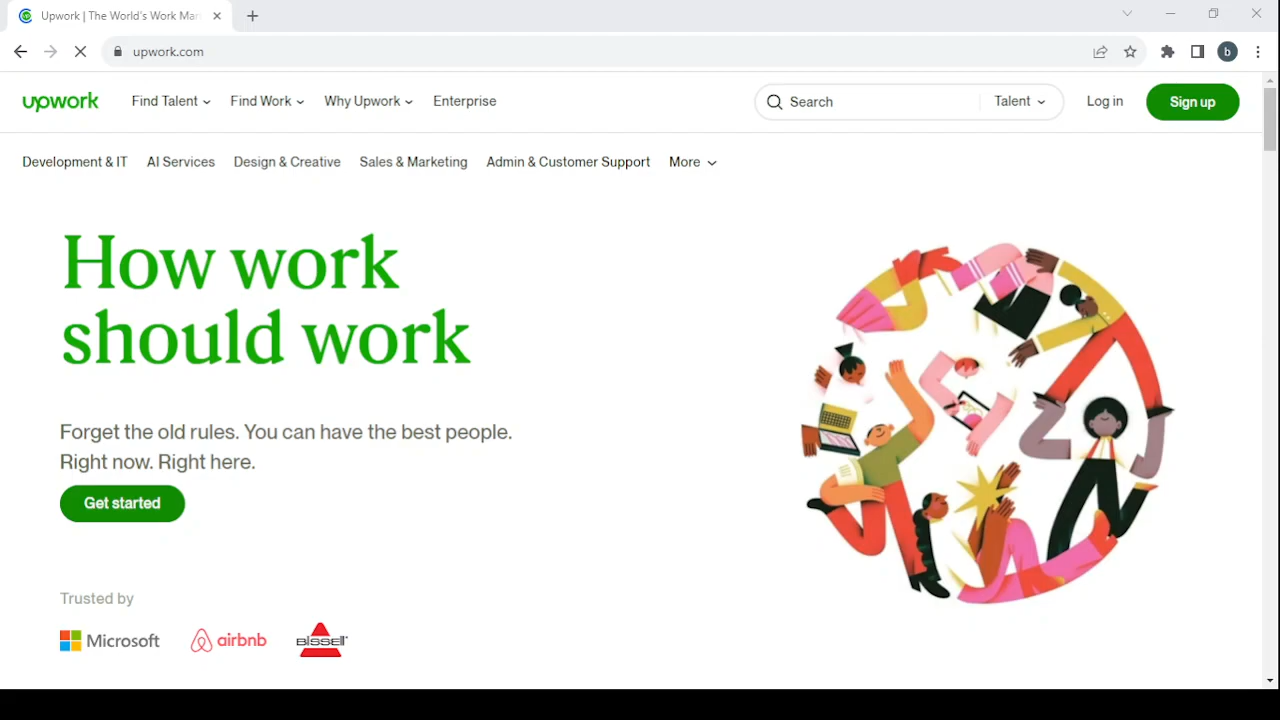 Upwork | The World's Work Mar
upwork.com
b
upwork
Find Talent
Find Work
Why Upwork
Enterprise
Search
Talent
Log in
Sign up
Development & IT
AI Services
Design & Creative
Sales & Marketing
Admin & Customer Support
More
How work
should work
Forget the old rules. You can have the best people.
Right now. Right here.
Get started
Trusted by
Microsoft
airbnb
BISSELL